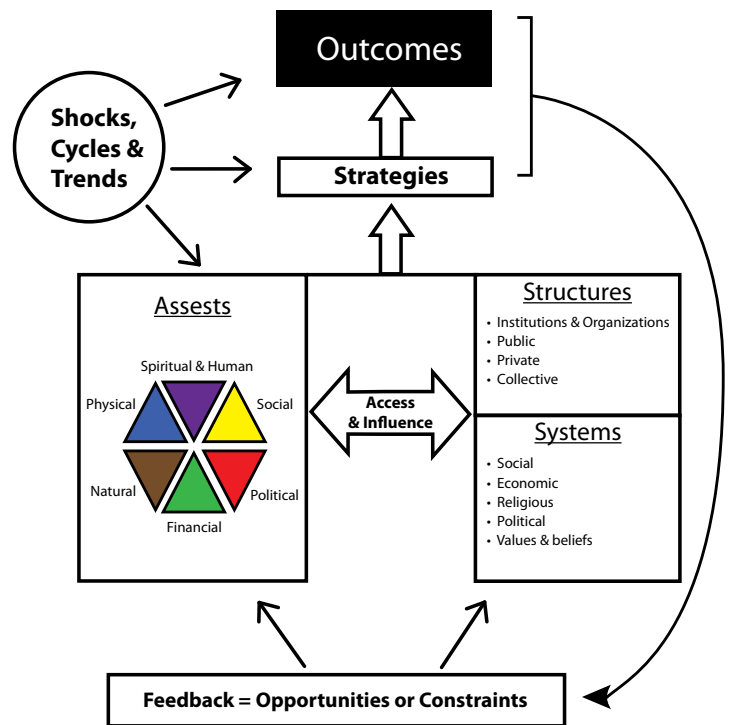 Outcomes
Shocks,
Cycles &
Trends
Strategies
Assests
Spiritual & Human
Physical
Social
Natural
Political
Financial
Access
& Influence
Structures
• Institutions & Organizations
• Public
• Private
• Collective
Systems
• Social
• Economic
• Religious
• Political
• Values & beliefs
Feedback = Opportunities or Constraints